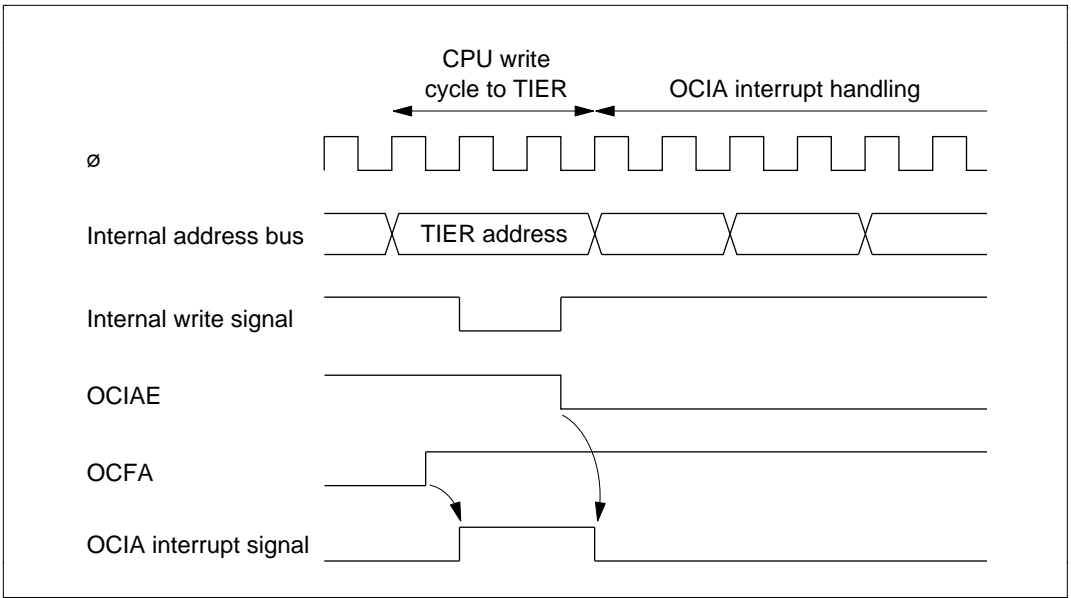 CPU write
cycle to TIER
OCIA interrupt handling
ø
Internal address bus
TIER address
Internal write signal
OCIAE
OCFA
OCIA interrupt signal